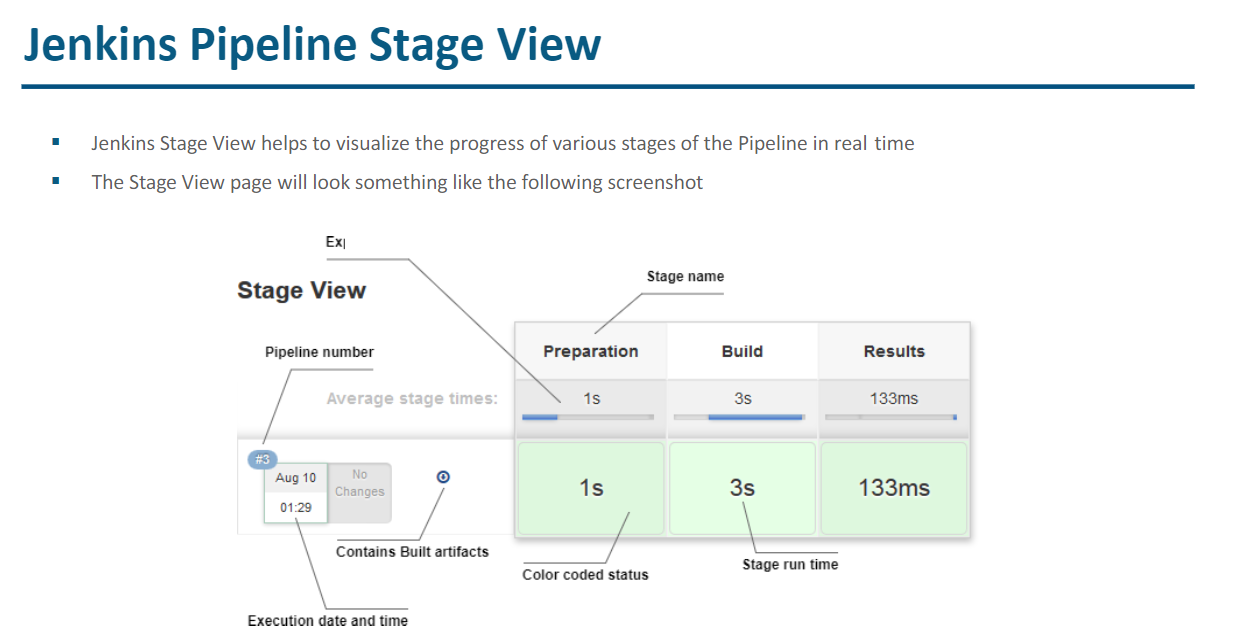 Jenkins Pipeline Stage View
Jenkins Stage View helps to visualize the progress of various stages of the Pipeline in real time
The Stage View page will look something like the following screenshot
Stage name
Stage View
Pipeline number
Preparation Build Results
Average stage times: 1s 3s 133ms
#3
Aug 10 No
Changes
01:29
1s 3s 133ms
Contains Built artifacts
Stage run time
Color coded status
Execution date and time